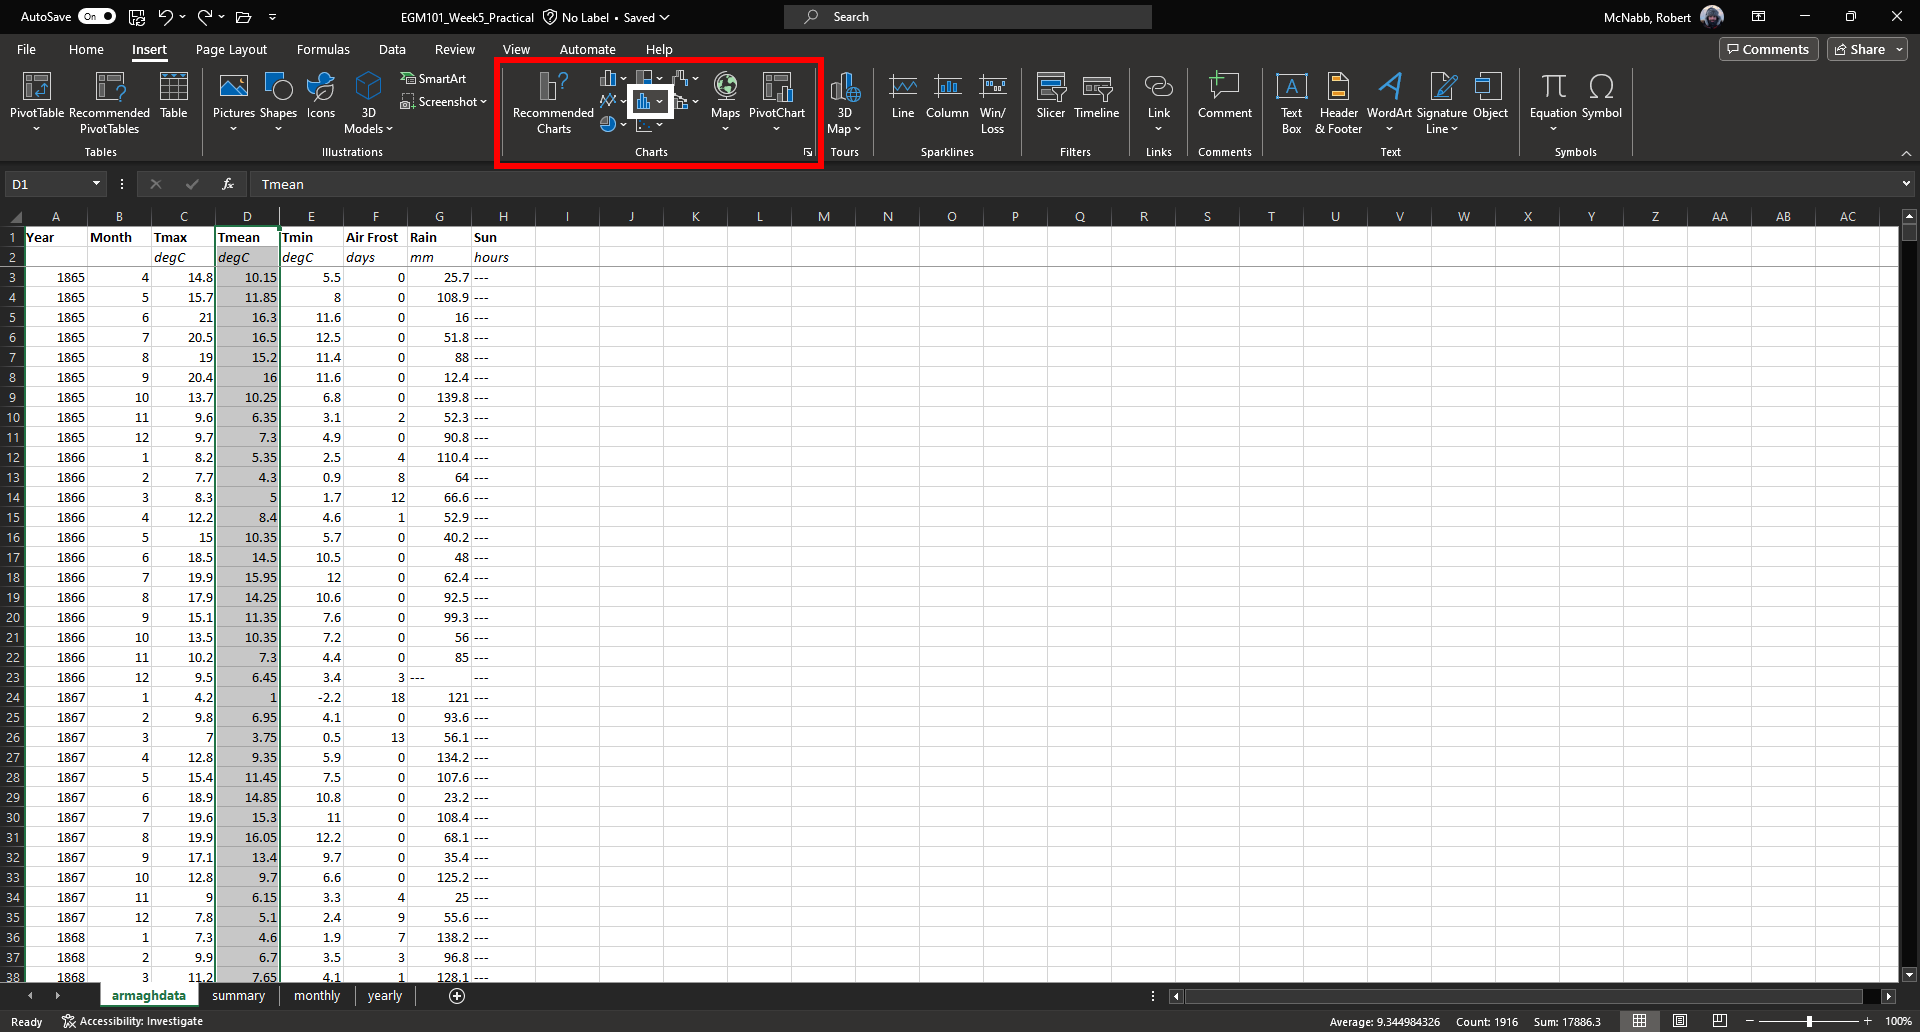 AutoSave On EGM101_Week5_Practical No Label • Saved Search McNabb, Robert
File Home Insert Page Layout Formulas Data Review View Automate Help Comments Share
PivotTable Recommended PivotTables Table Pictures Shapes Icons 3D Models SmartArt Screenshot Recommended Charts Maps PivotChart 3D Map Line Column Win/ Loss Slicer Timeline Link Comment Text Box Header & Footer WordArt Signature Line Object Equation Symbol
Tables Illustrations Charts Tours Sparklines Filters Links Comments Text Symbols
D1 fx Tmean
A B C D E F G H I J K L M N O P Q R S T U V W X Y Z AA AB AC
1 Year Month Tmax Tmean Tmin Air Frost Rain Sun
2 degC degC degC days mm hours
3 1865 4 14.8 10.15 5.5 0 25.7 ---
4 1865 5 15.7 11.85 8 0 108.9 ---
5 1865 6 21 16.3 11.6 0 16 ---
6 1865 7 20.5 16.5 12.5 0 51.8 ---
7 1865 8 19 15.2 11.4 0 88 ---
8 1865 9 20.4 16 11.6 0 12.4 ---
9 1865 10 13.7 10.25 6.8 0 139.8 ---
10 1865 11 9.6 6.35 3.1 2 52.3 ---
11 1865 12 9.7 7.3 4.9 0 90.8 ---
12 1866 1 8.2 5.35 2.5 4 110.4 ---
13 1866 2 7.7 4.3 0.9 8 64 ---
14 1866 3 8.3 5 1.7 12 66.6 ---
15 1866 4 12.2 8.4 4.6 1 52.9 ---
16 1866 5 15 10.35 5.7 0 40.2 ---
17 1866 6 18.5 14.5 10.5 0 48 ---
18 1866 7 19.9 15.95 12 0 62.4 ---
19 1866 8 17.9 14.25 10.6 0 92.5 ---
20 1866 9 15.1 11.35 7.6 0 99.3 ---
21 1866 10 13.5 10.35 7.2 0 56 ---
22 1866 11 10.2 7.3 4.4 0 85 ---
23 1866 12 9.5 6.45 3.4 3 --- ---
24 1867 1 4.2 1 -2.2 18 121 ---
25 1867 2 9.8 6.95 4.1 0 93.6 ---
26 1867 3 7 3.75 0.5 13 56.1 ---
27 1867 4 12.8 9.35 5.9 0 134.2 ---
28 1867 5 15.4 11.45 7.5 0 107.6 ---
29 1867 6 18.9 14.85 10.8 0 23.2 ---
30 1867 7 19.6 15.3 11 0 108.4 ---
31 1867 8 19.9 16.05 12.2 0 68.1 ---
32 1867 9 17.1 13.4 9.7 0 35.4 ---
33 1867 10 12.8 9.7 6.6 0 125.2 ---
34 1867 11 9 6.15 3.3 4 25 ---
35 1867 12 7.8 5.1 2.4 9 55.6 ---
36 1868 1 7.3 4.6 1.9 7 138.2 ---
37 1868 2 9.9 6.7 3.5 3 96.8 ---
38 1868 3 11.2 7.65 4.1 1 128.1 ---
armaghdata summary monthly yearly
Ready Accessibility: Investigate Average: 9.344984326 Count: 1916 Sum: 17886.3 100%